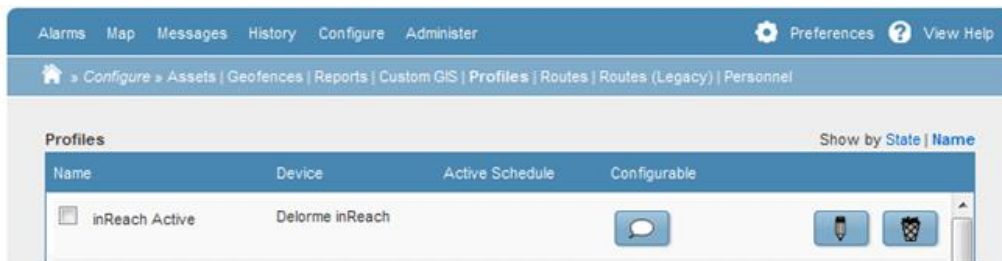 Alarms Map Messages History Configure Administer Preferences ? View Help
» Configure » Assets | Geofences | Reports | Custom GIS | Profiles | Routes | Routes (Legacy) | Personnel
Profiles Show by State | Name
Name Device Active Schedule Configurable
inReach Active Delorme inReach